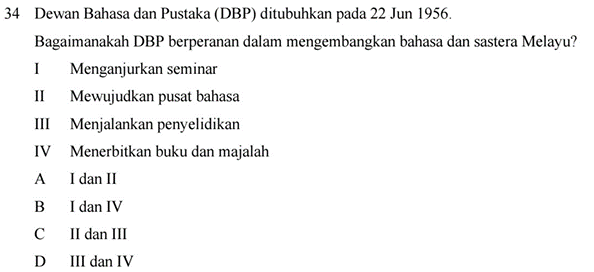 34 Dewan Bahasa dan Pustaka (DBP) ditubuhkan pada 22 Jun 1956.
Bagaimanakah DBP berperanan dalam mengembangkan bahasa dan sastera Melayu?
I Menganjurkan seminar
II Mewujudkan pusat bahasa
III Menjalankan penyelidikan
IV Menerbitkan buku dan majalah
A I dan II
B I dan IV
C II dan III
D III dan IV